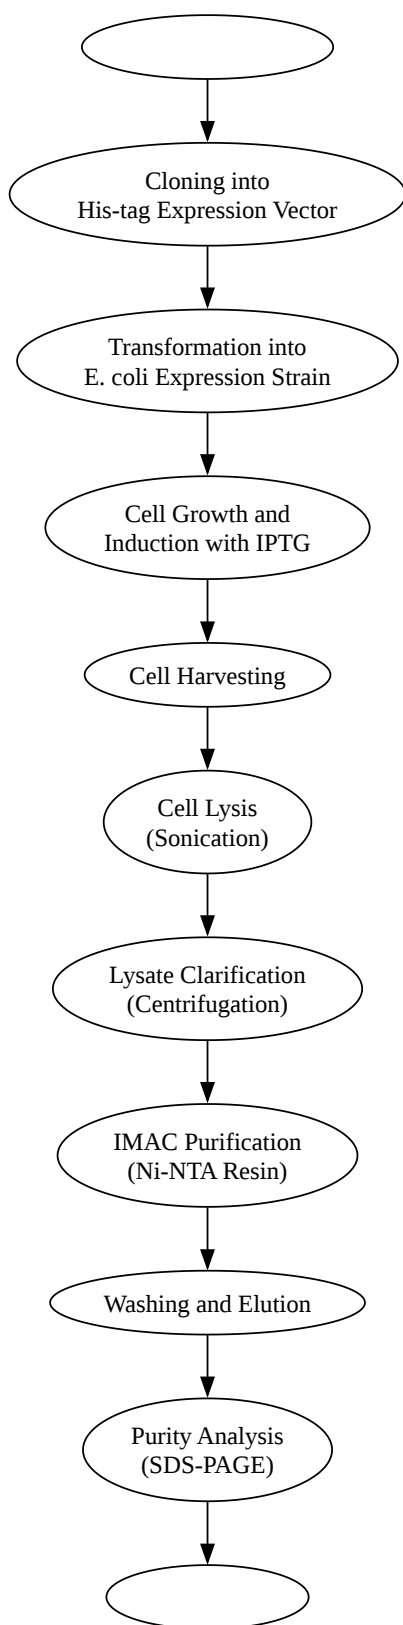 Cloning into
His-tag Expression Vector
Transformation into
E. coli Expression Strain
Cell Growth and
Induction with IPTG
Cell Harvesting
Cell Lysis
(Sonication)
Lysate Clarification
(Centrifugation)
IMAC Purification
(Ni-NTA Resin)
Washing and Elution
Purity Analysis
(SDS-PAGE)